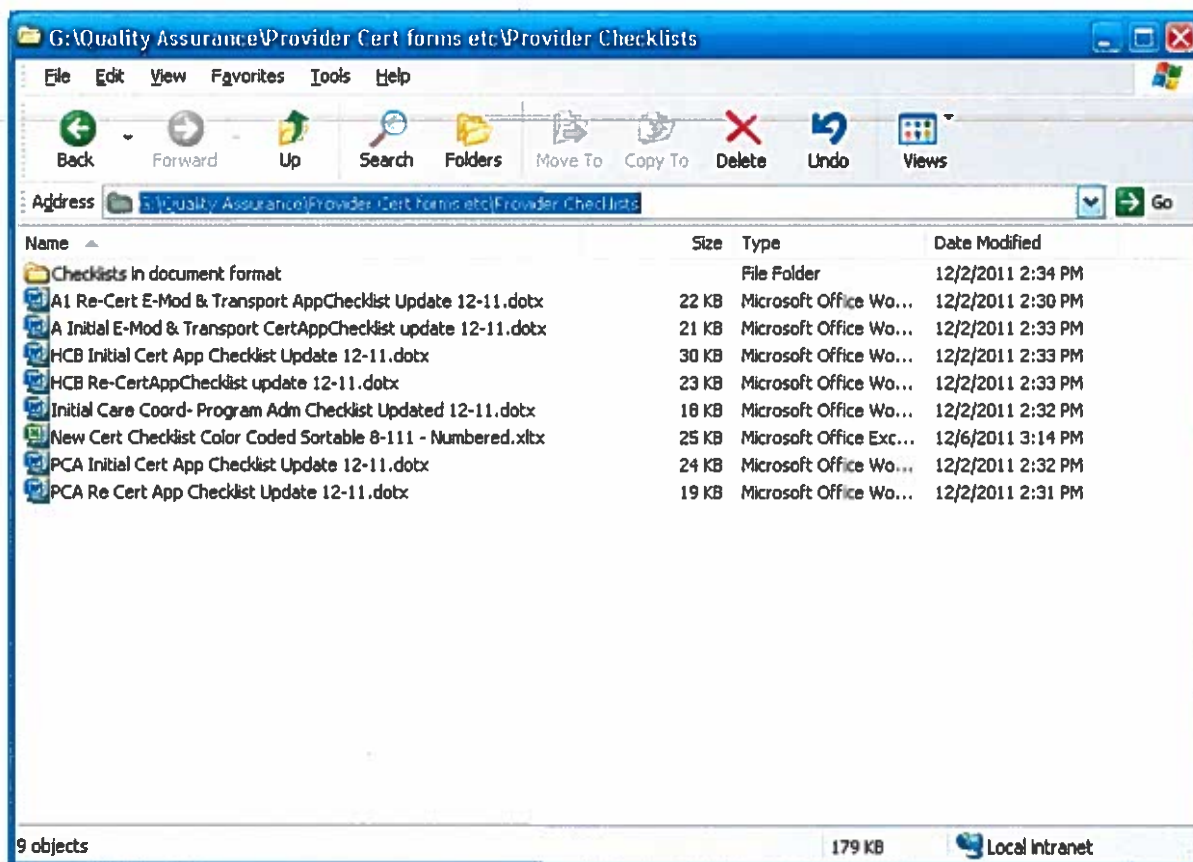 G:\Quality Assurance\Provider Cert forms etc\Provider Checklists
File Edit View Favorites Tools Help
Back Forward Up Search Folders Move To Copy To Delete Undo Views
Address G:\Quality Assurance\Provider Cert forms etc\Provider Checklists Go
Name Size Type Date Modified
Checklists in document format File Folder 12/2/2011 2:34 PM
A1 Re-Cert E-Mod & Transport AppChecklist Update 12-11.dotx 22 KB Microsoft Office Wo... 12/2/2011 2:30 PM
A Initial E-Mod & Transport CertAppChecklist update 12-11.dotx 21 KB Microsoft Office Wo... 12/2/2011 2:33 PM
HCB Initial Cert App Checklist Update 12-11.dotx 30 KB Microsoft Office Wo... 12/2/2011 2:33 PM
HCB Re-CertAppChecklist update 12-11.dotx 23 KB Microsoft Office Wo... 12/2/2011 2:33 PM
Initial Care Coord- Program Adm Checklist Updated 12-11.dotx 18 KB Microsoft Office Wo... 12/2/2011 2:32 PM
New Cert Checklist Color Coded Sortable 8-111 - Numbered.xltx 25 KB Microsoft Office Exc... 12/6/2011 3:14 PM
PCA Initial Cert App Checklist Update 12-11.dotx 24 KB Microsoft Office Wo... 12/2/2011 2:32 PM
PCA Re Cert App Checklist Update 12-11.dotx 19 KB Microsoft Office Wo... 12/2/2011 2:31 PM
9 objects 179 KB Local intranet